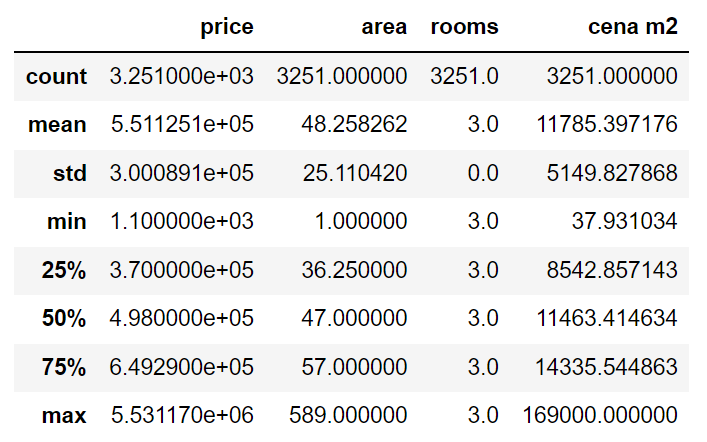 price area rooms cena m2
count 3.251000e+03 3251.000000 3251.0 3251.000000
mean 5.511251e+05 48.258262 3.0 11785.397176
std 3.000891e+05 25.110420 0.0 5149.827868
min 1.100000e+03 1.000000 3.0 37.931034
25% 3.700000e+05 36.250000 3.0 8542.857143
50% 4.980000e+05 47.000000 3.0 11463.414634
75% 6.492900e+05 57.000000 3.0 14335.544863
max 5.531170e+06 589.000000 3.0 169000.000000